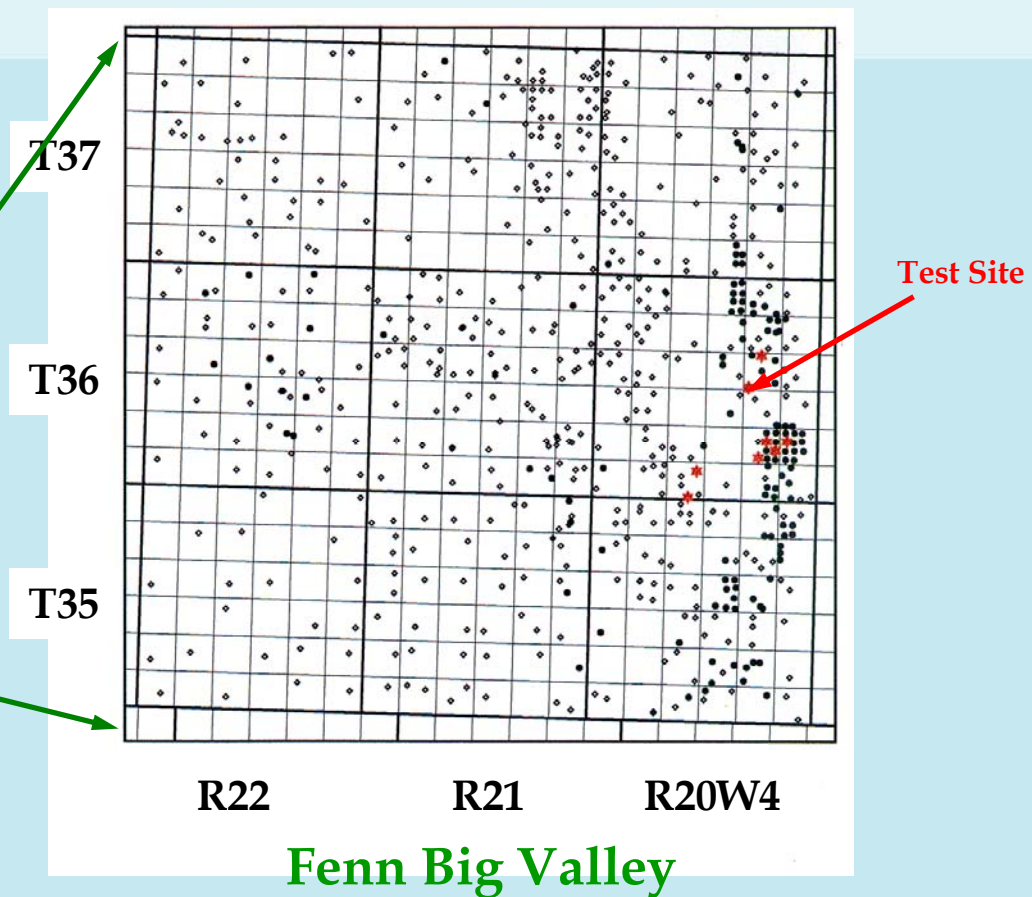 T37
Test Site
T36
T35
R22 R21 R20W4
Fenn Big Valley